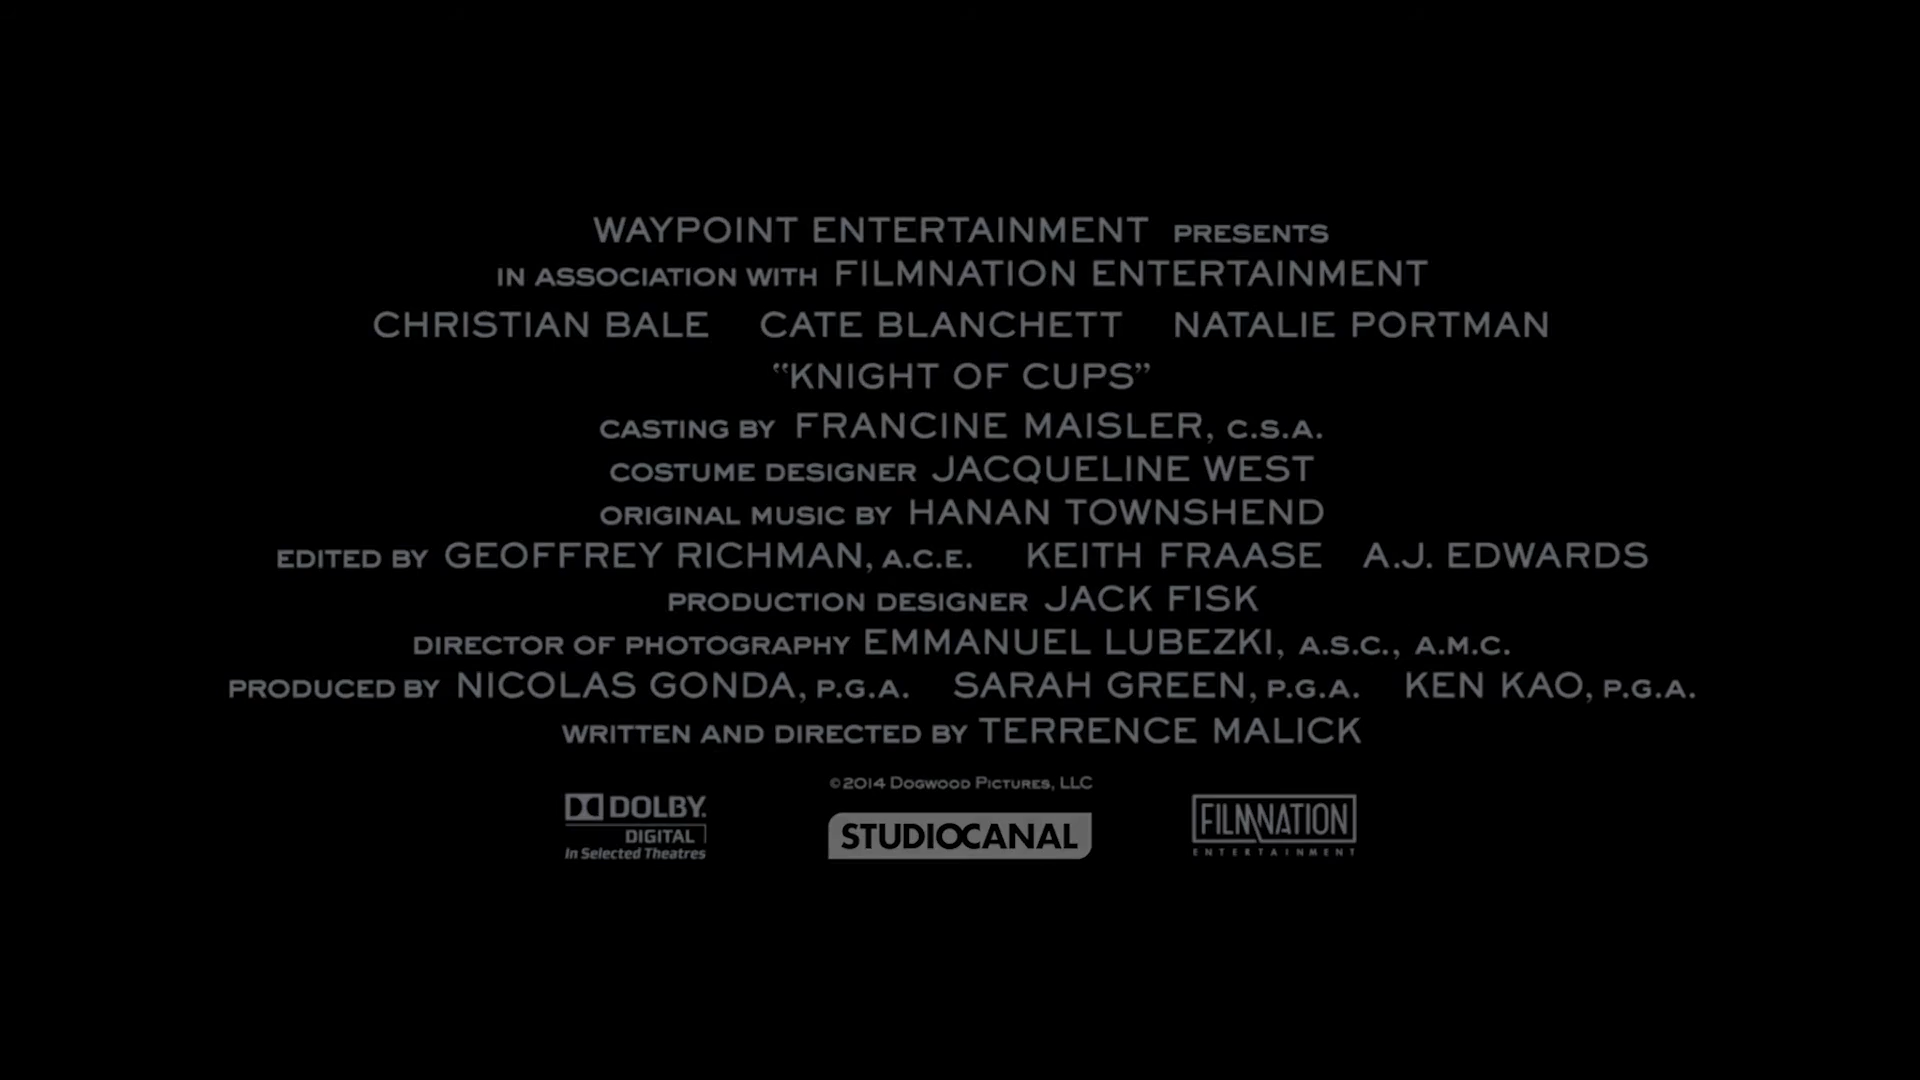 WAYPOINT ENTERTAINMENT PRESENTS
IN ASSOCIATION WITH FILMNATION ENTERTAINMENT
CHRISTIAN BALE CATE BLANCHETT NATALIE PORTMAN
“KNIGHT OF CUPS”
CASTING BY FRANCINE MAISLER, C.S.A.
COSTUME DESIGNER JACQUELINE WEST
ORIGINAL MUSIC BY HANAN TOWNSHEND
EDITED BY GEOFFREY RICHMAN, A.C.E. KEITH FRAASE A.J. EDWARDS
PRODUCTION DESIGNER JACK FISK
DIRECTOR OF PHOTOGRAPHY EMMANUEL LUBEZKI, A.S.C., A.M.C.
PRODUCED BY NICOLAS GONDA, P.G.A. SARAH GREEN, P.G.A. KEN KAO, P.G.A.
WRITTEN AND DIRECTED BY TERRENCE MALICK
©2014 DOGWOOD PICTURES, LLC
DOLBY.
DIGITAL
In Selected Theatres
STUDIOCANAL
FILMNATION
ENTERTAINMENT